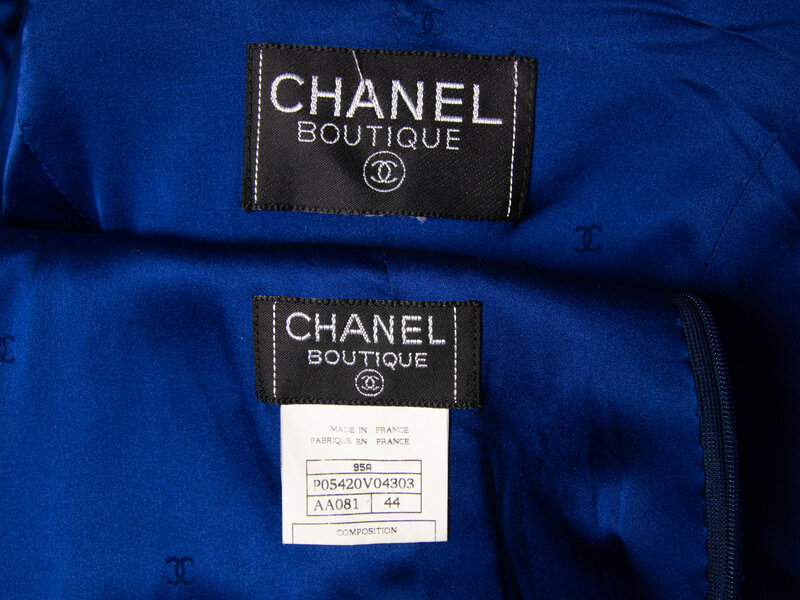 CHANEL
BOUTIQUE
CHANEL
BOUTIQUE
MADE IN FRANCE
FABRIQUE EN FRANCE
95A
P05420V04303
AA081 44
COMPOSITION